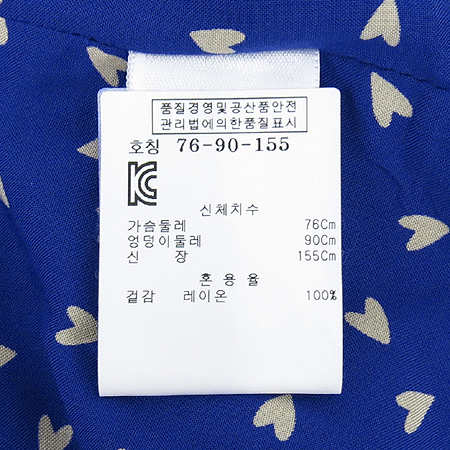 품질경영및공산품안전
관리법에의한품질표시
호칭 76-90-155
KC
신체치수
가슴둘레 76Cm
엉덩이둘레 90Cm
신 장 155Cm
혼용율
겉감 레이온 100%